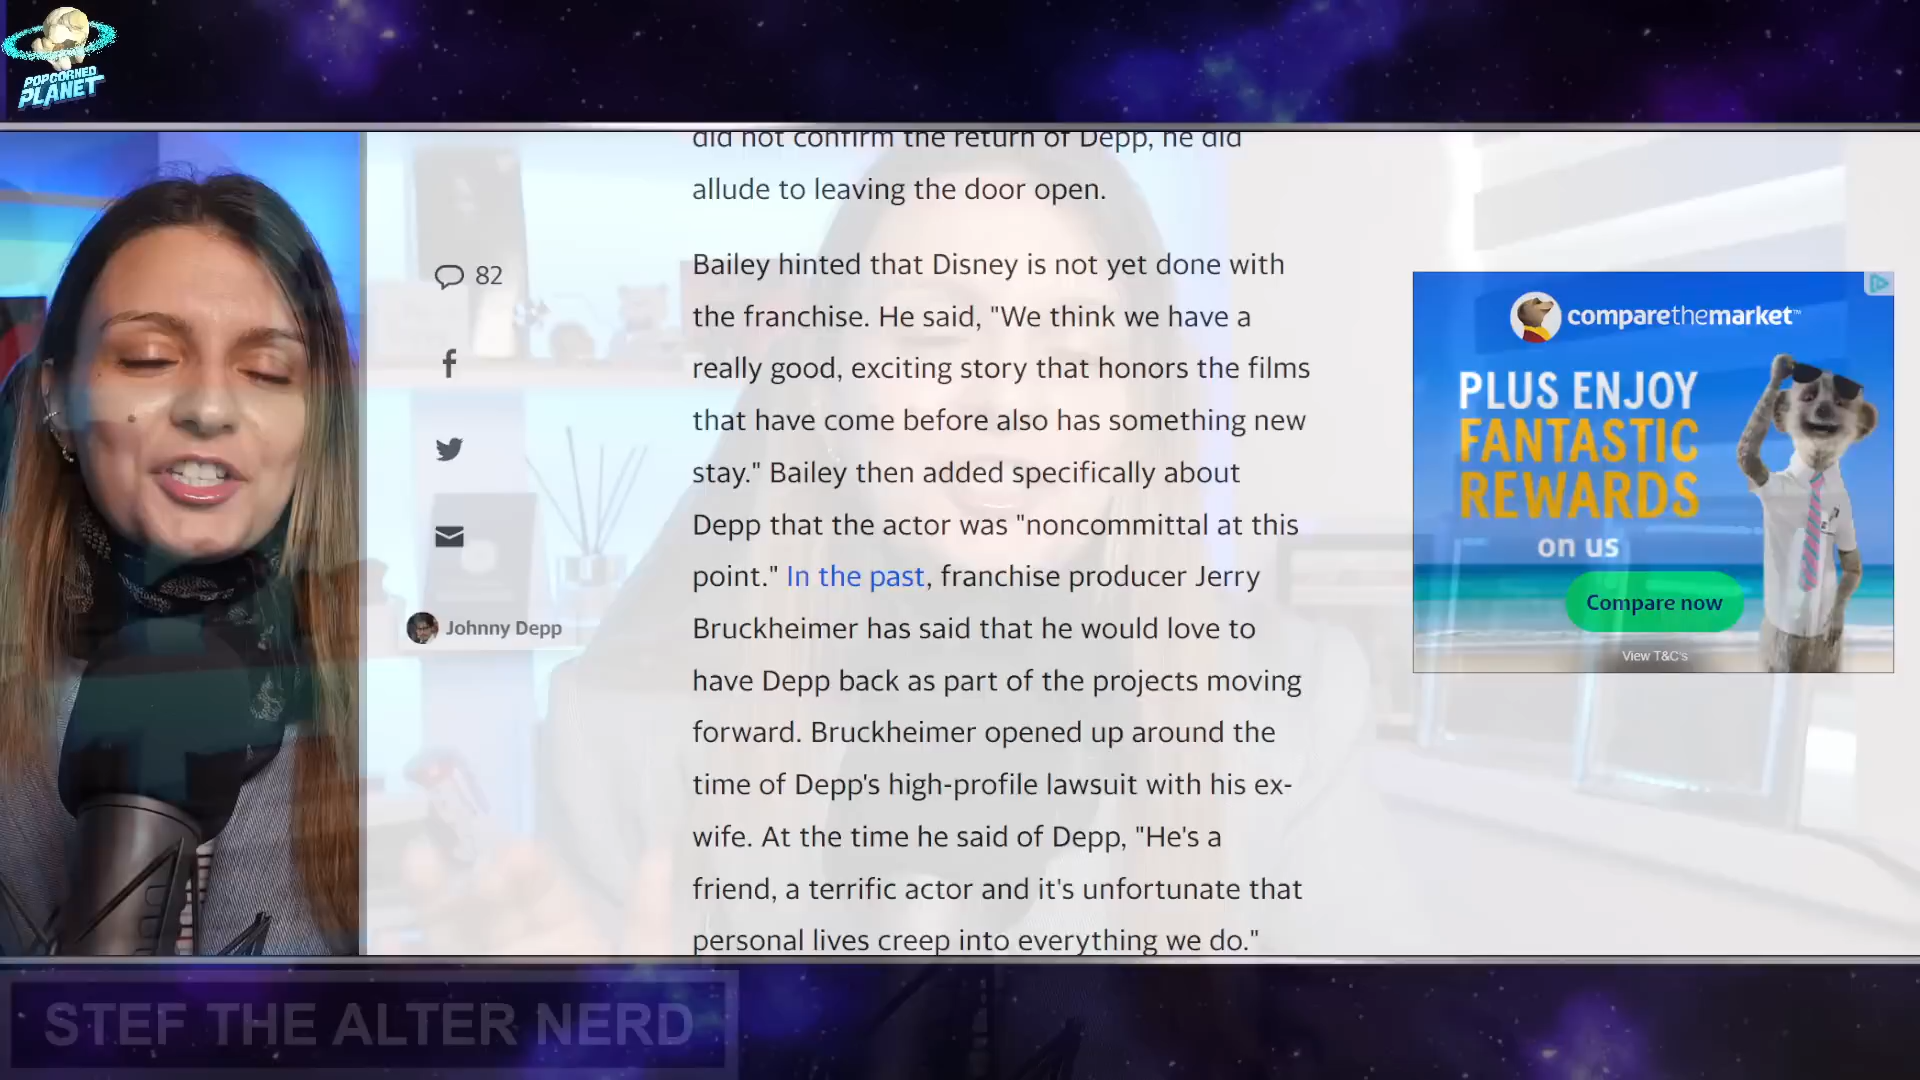 POPCORNED
PLANET
did not confirm the return of Depp, he did
allude to leaving the door open.
82
Bailey hinted that Disney is not yet done with
the franchise. He said, "We think we have a
really good, exciting story that honors the films
that have come before also has something new
stay." Bailey then added specifically about
Depp that the actor was "noncommittal at this
point." In the past, franchise producer Jerry
Bruckheimer has said that he would love to
have Depp back as part of the projects moving
forward. Bruckheimer opened up around the
time of Depp's high-profile lawsuit with his ex-
wife. At the time he said of Depp, "He's a
friend, a terrific actor and it's unfortunate that
personal lives creep into everything we do."
Johnny Depp
comparethemarket™
PLUS ENJOY
FANTASTIC
REWARDS
on us
Compare now
View T&C's
STEF THE ALTER NERD